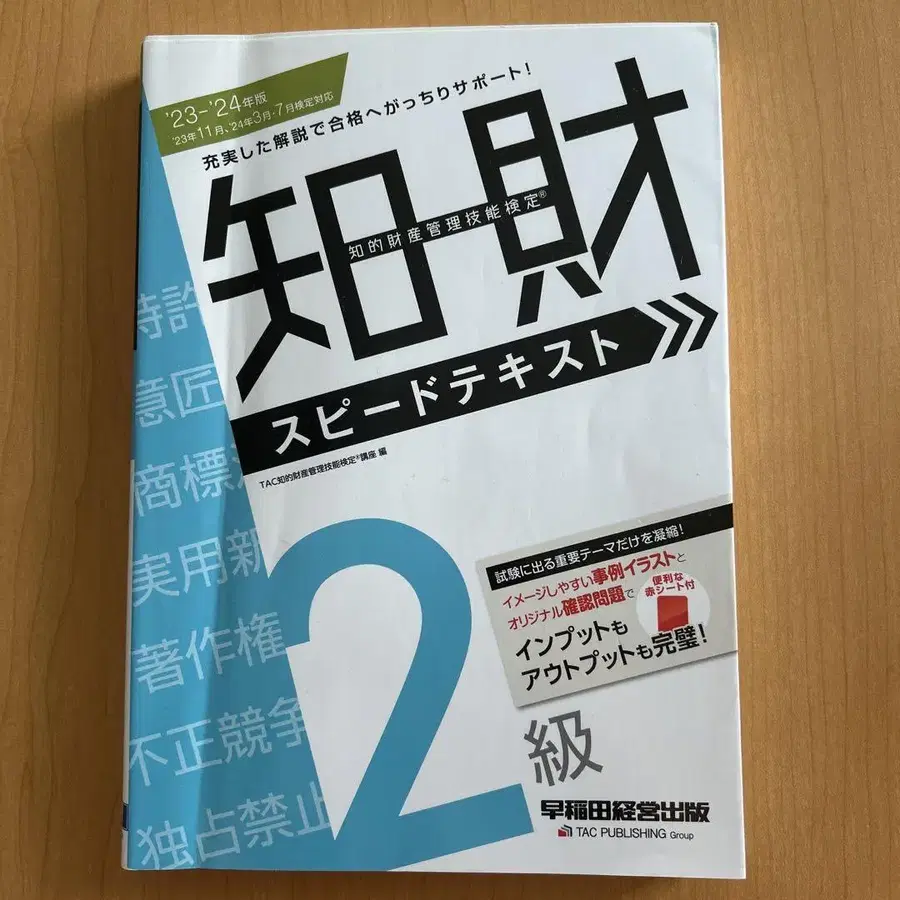 '23-'24年版
'23年11月、'24年3月・7月検定対応
充実した解説で合格へがっちりサポート!
知財
知的財産管理技能検定®
スピードテキスト
TAC知的財産管理技能検定®講座 編
特許
意匠
商標
実用新
著作権
不正競争
独占禁止
2級
試験に出る重要テーマだけを凝縮!
イメージしやすい事例イラストと
オリジナル確認問題で
便利な
赤シート付
インプットも
アウトプットも完璧!
早稲田経営出版
TAC PUBLISHING Group